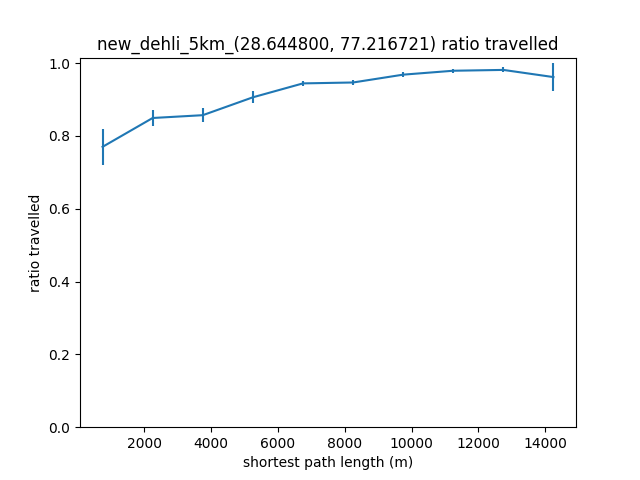 new_dehli_5km_(28.644800, 77.216721) ratio travelled
1.0
0.8
0.6
0.4
0.2
0.0
ratio travelled
2000 4000 6000 8000 10000 12000 14000
shortest path length (m)